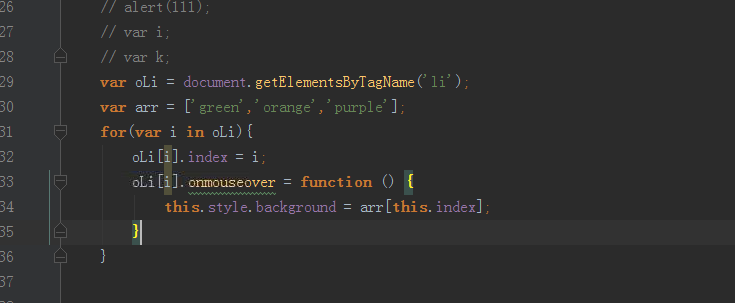 26 // alert(111);
27 // var i;
28 // var k;
29 var oLi = document.getElementsByTagName('li');
30 var arr = ['green','orange','purple'];
31 for(var i in oLi){
32 oLi[i].index = i;
33 oLi[i].onmouseover = function () {
34 this.style.background = arr[this.index];
35 }
36 }
37